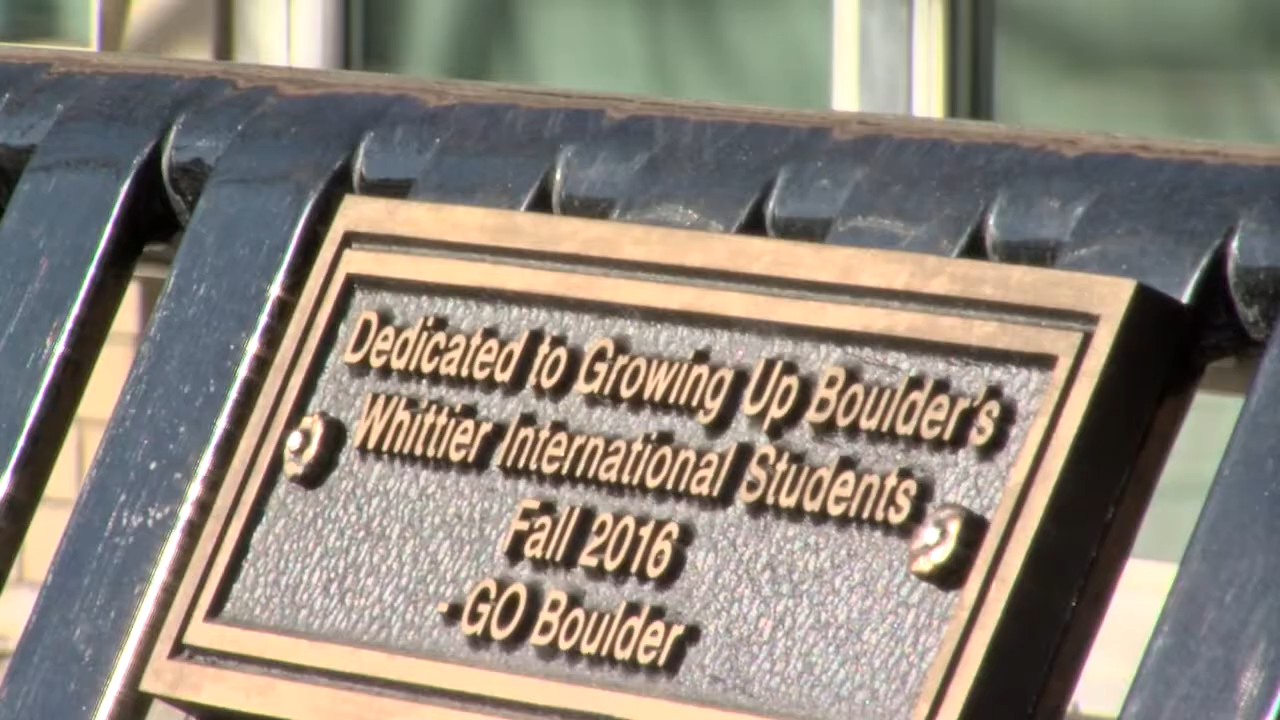 Dedicated to Growing Up Boulder's
Whittier International Students
Fall 2016
-GO Boulder